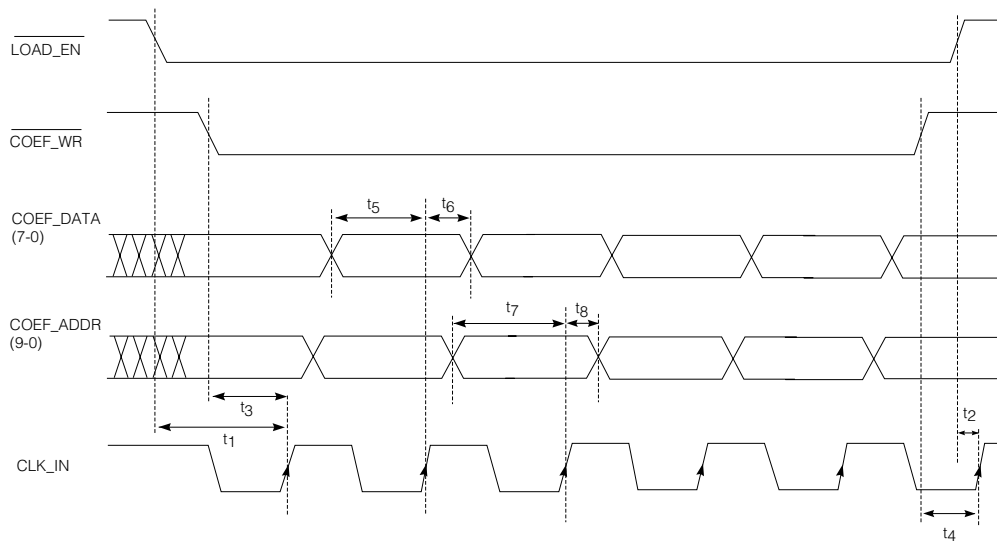 LOAD_EN
COEF_WR
t5
t6
COEF_DATA
(7-0)
t7
t8
COEF_ADDR
(9-0)
t3
t2
t1
CLK_IN
t4